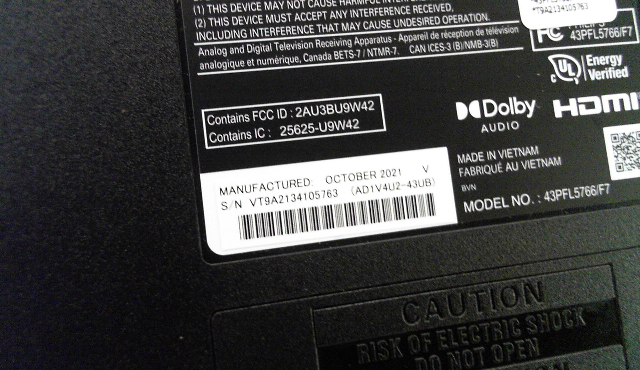 (1) THIS DEVICE MAY NOT CAUSE HARMFUL
(2) THIS DEVICE MUST ACCEPT ANY INTERFERENCE RECEIVED,
INCLUDING INTERFERENCE THAT MAY CAUSE UNDESIRED OPERATION.
Analog and Digital Television Receiving Apparatus - Appareil de réception de télévision
analogique et numérique, Canada BETS-7 / NTMR-7. CAN ICES-3 (B)/NMB-3(B)
*VT9A2134105763
FC PHILIPS
43PFL5766/F7
UL Energy
Verified
Contains FCC ID : 2AU3BU9W42
Contains IC : 25625-U9W42
Dolby
AUDIO
HDMI
MADE IN VIETNAM
FABRIQUÉ AU VIETNAM
BVN
MODEL NO. : 43PFL5766/F7
MANUFACTURED: OCTOBER 2021 V
S/N VT9A2134105763 (AD1V4U2-43UB)
CAUTION
RISK OF ELECTRIC SHOCK
DO NOT OPEN